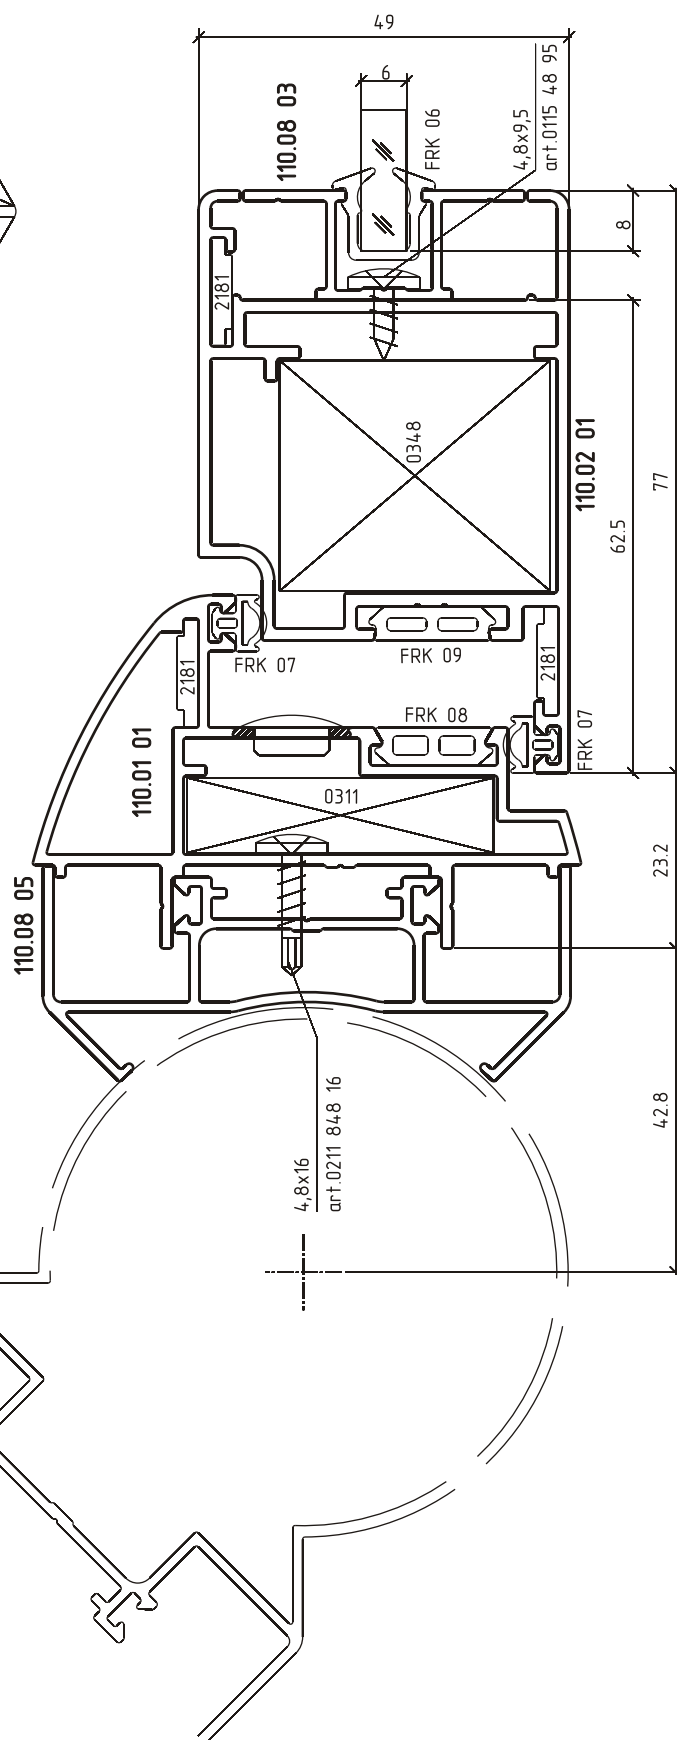 49
6
110.08 03
FRK 06
4,8x9,5
art.0115 48 95
8
2181
0348
110.02 01
77
62.5
FRK 07
FRK 09
2181
2181
FRK 08
FRK 07
110.01 01
0311
23.2
110.08 05
42.8
4,8x16
art.0211 848 16